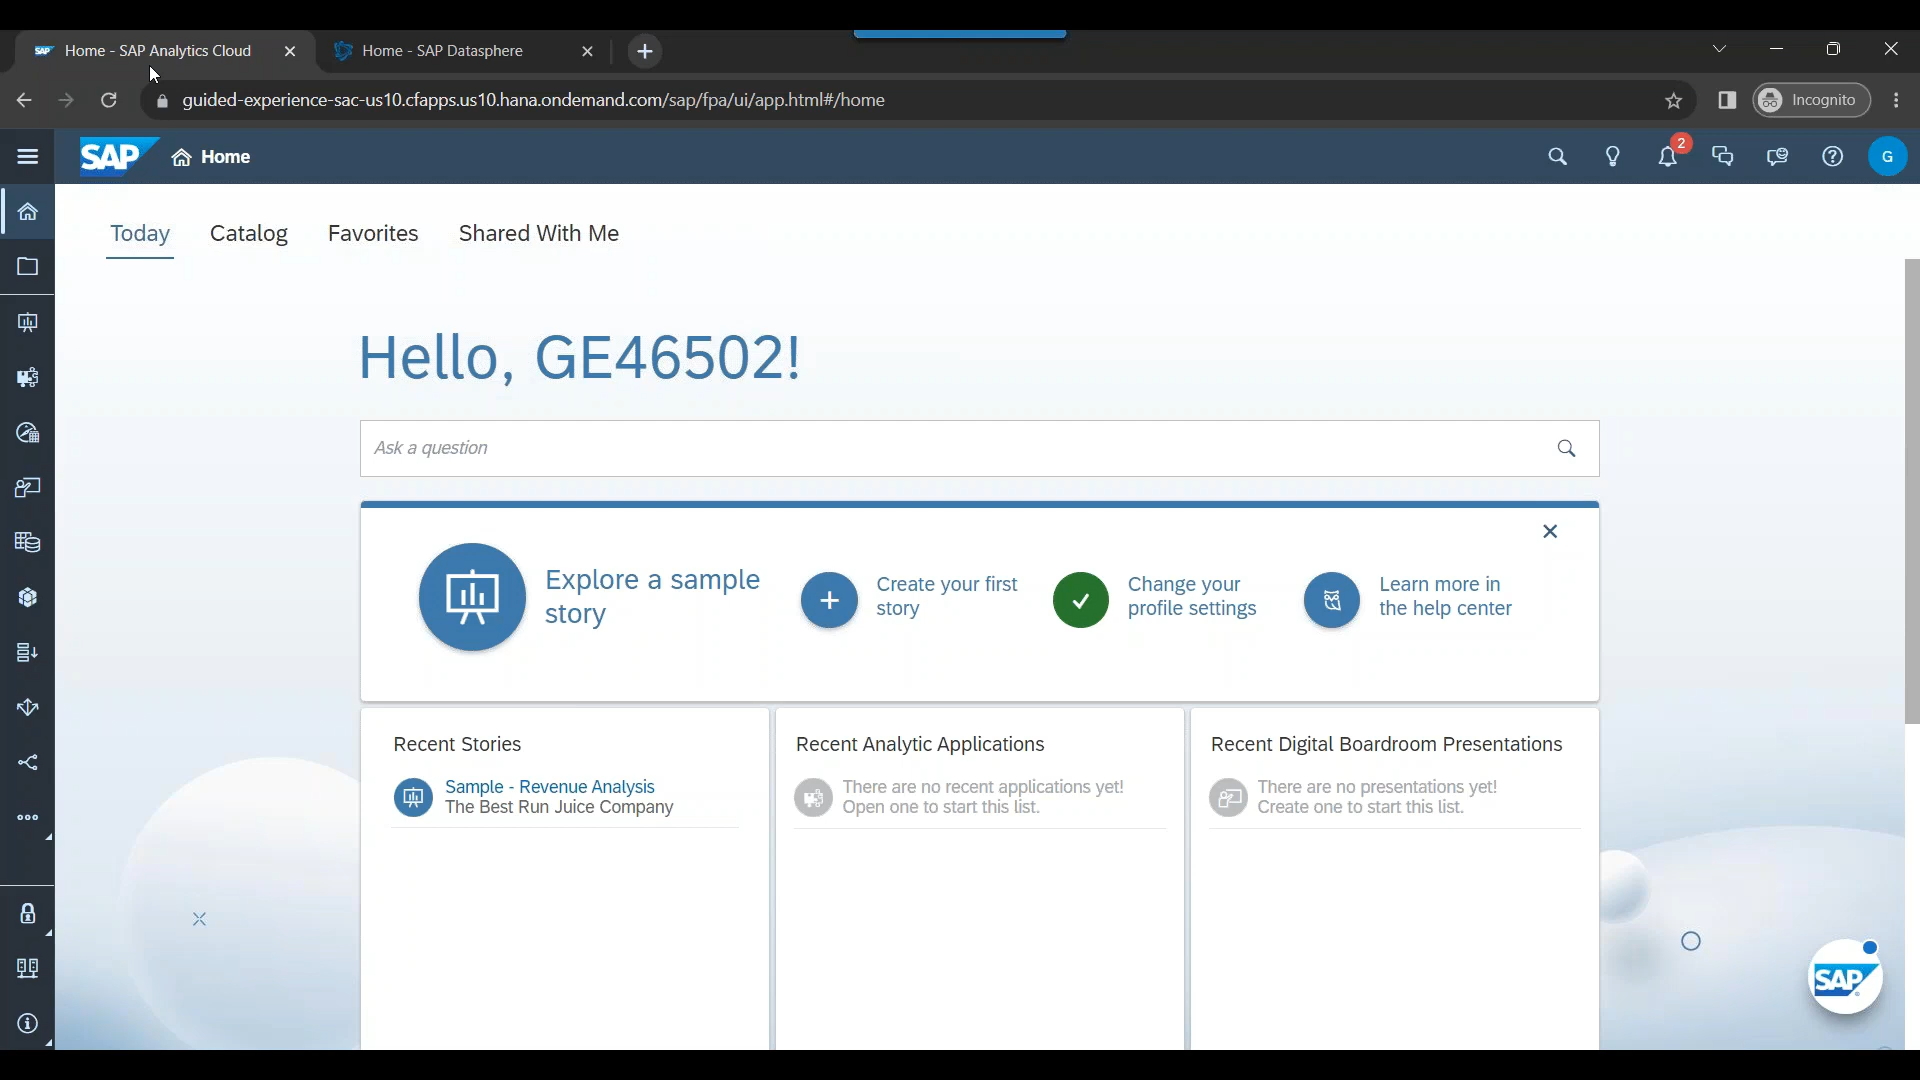 SAP Home - SAP Analytics Cloud
Home - SAP Datasphere
guided-experience-sac-us10.cfapps.us10.hana.ondemand.com/sap/fpa/ui/app.html#/home
Incognito
SAP Home
2
G
Today Catalog Favorites Shared With Me
Hello, GE46502!
Ask a question
Explore a sample
story
Create your first
story
Change your
profile settings
Learn more in
the help center
Recent Stories
Sample - Revenue Analysis
The Best Run Juice Company
Recent Analytic Applications
There are no recent applications yet!
Open one to start this list.
Recent Digital Boardroom Presentations
There are no presentations yet!
Create one to start this list.
SAP